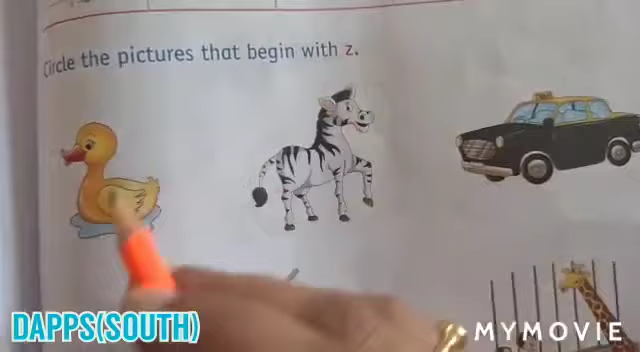 Circle the pictures that begin with z.
DAPPS(SOUTH)
MYMOVIE